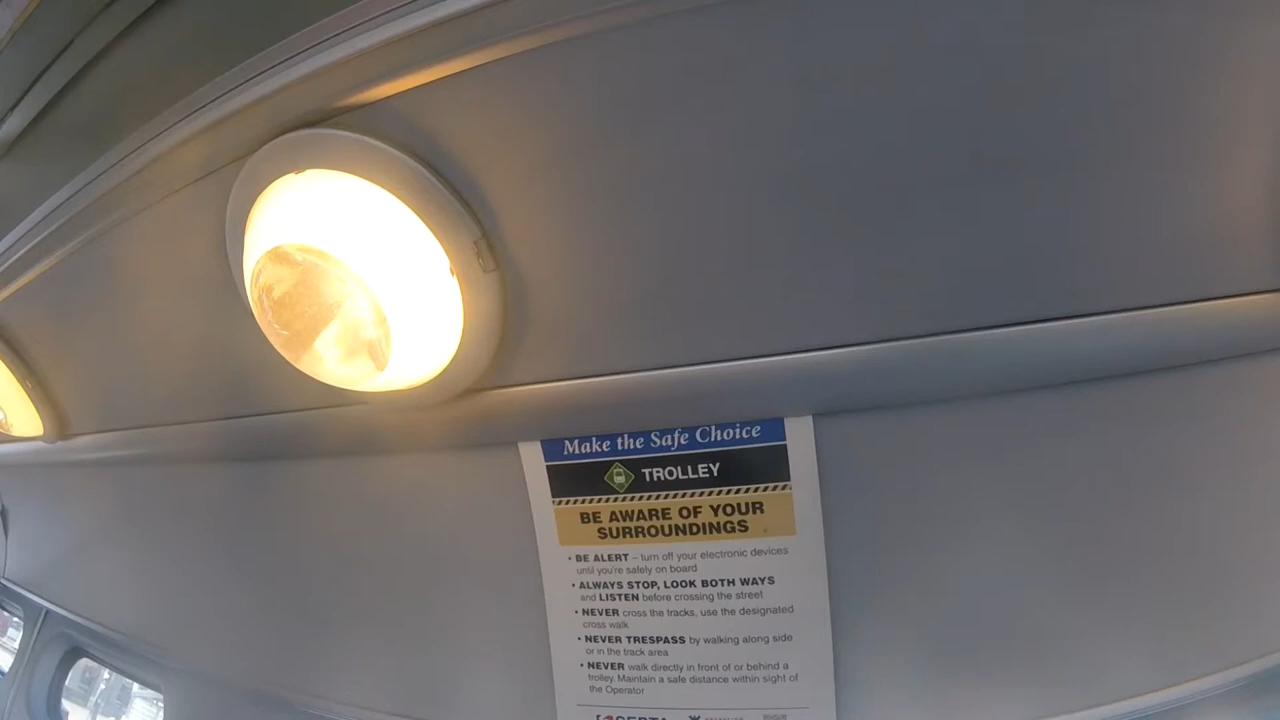 Make the Safe Choice
TROLLEY
BE AWARE OF YOUR
SURROUNDINGS
• BE ALERT – turn off your electronic devices
until you're safely on board
• ALWAYS STOP, LOOK BOTH WAYS
and LISTEN before crossing the street
• NEVER cross the tracks, use the designated
cross walk
• NEVER TRESPASS by walking along side
or in the track area
• NEVER walk directly in front of or behind a
trolley. Maintain a safe distance within sight of
the Operator
SEPTA